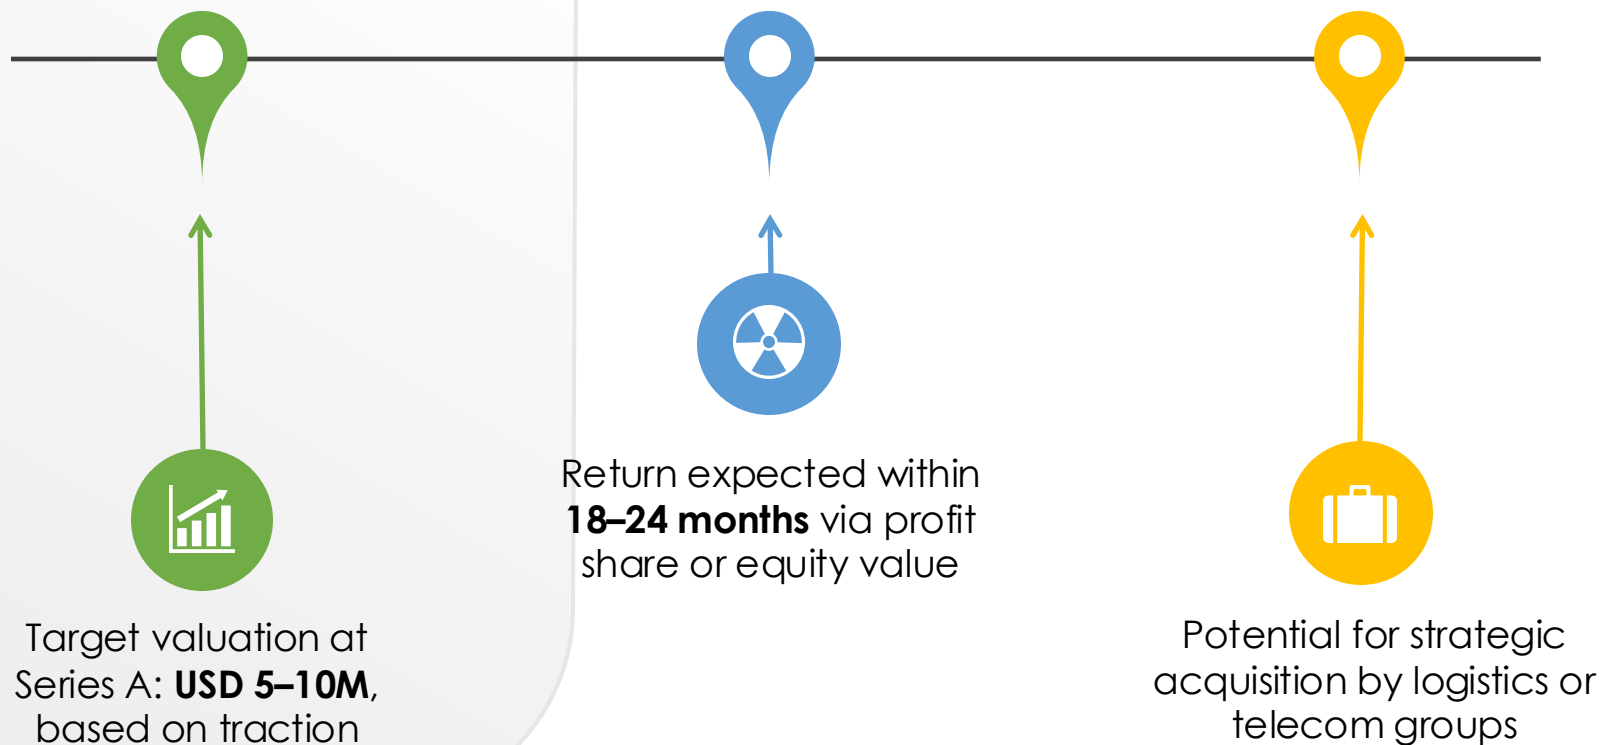 Target valuation at
Series A: USD 5–10M,
based on traction
Return expected within
18–24 months via profit
share or equity value
Potential for strategic
acquisition by logistics or
telecom groups